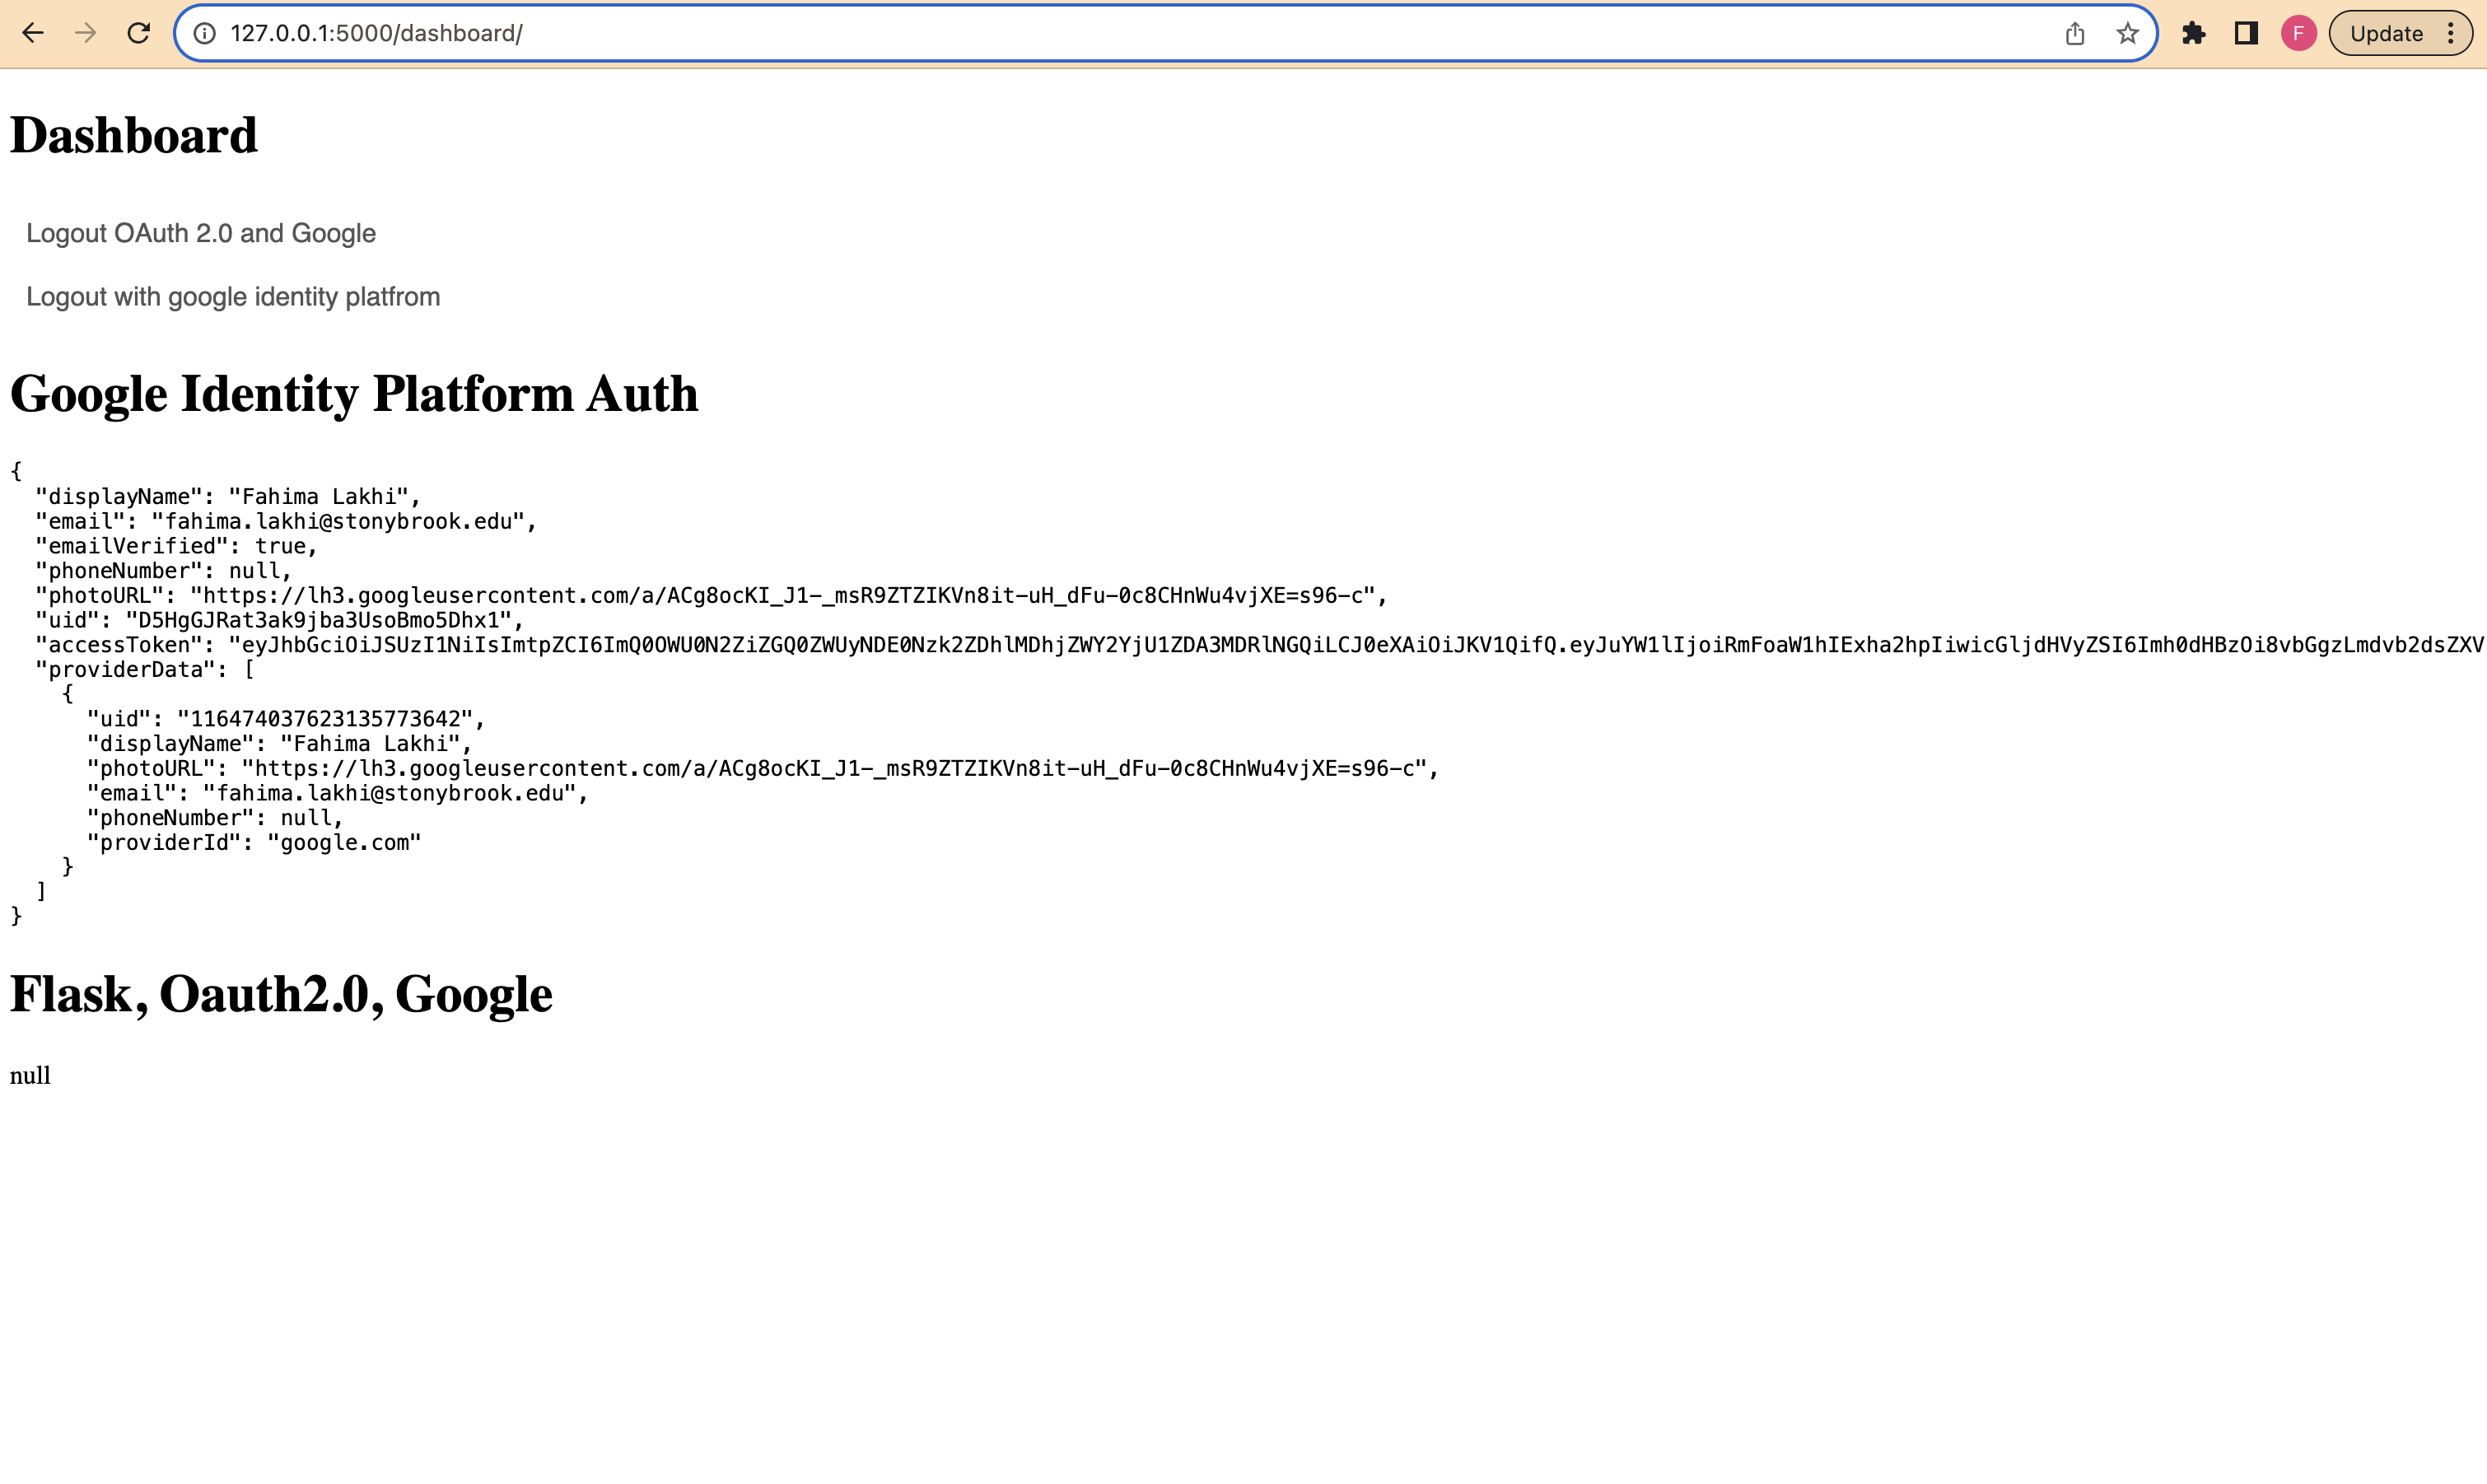 127.0.0.1:5000/dashboard/
F
Update
Dashboard
Logout OAuth 2.0 and Google
Logout with google identity platfrom
Google Identity Platform Auth
{
"displayName": "Fahima Lakhi",
"email": "fahima.lakhi@stonybrook.edu",
"emailVerified": true,
"phoneNumber": null,
"photoURL": "https://lh3.googleusercontent.com/a/ACg8ocKI_J1-_msR9ZTZIKVn8it-uH_dFu-0c8CHnWu4vjXE=s96-c",
"uid": "D5HgGJRat3ak9jba3UsoBmo5Dhx1",
"accessToken": "eyJhbGciOiJSUzI1NiIsImtpZCI6ImQ0OWU0N2ZiZGQ0ZWUyNDE0Nzk2ZDhlMDhjZWY2YjU1ZDA3MDRlNGQiLCJ0eXAiOiJKV1QifQ.eyJuYW1lIjoiRmFoaW1hIExha2hpIiwicGljdHVyZSI6Imh0dHBzOi8vbGgzLmdvb2dsZXV
"providerData": [
{
"uid": "116474037623135773642",
"displayName": "Fahima Lakhi",
"photoURL": "https://lh3.googleusercontent.com/a/ACg8ocKI_J1-_msR9ZTZIKVn8it-uH_dFu-0c8CHnWu4vjXE=s96-c",
"email": "fahima.lakhi@stonybrook.edu",
"phoneNumber": null,
"providerId": "google.com"
}
]
}
Flask, Oauth2.0, Google
null